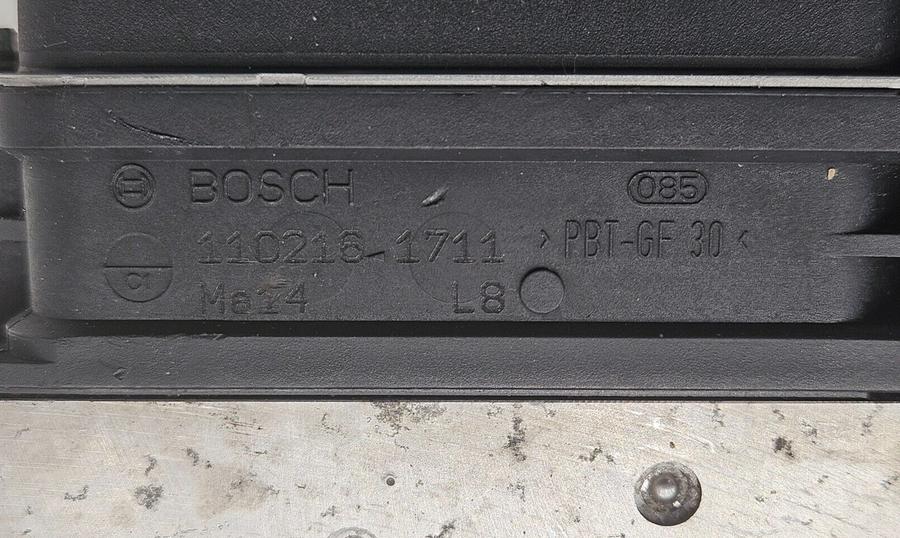 BOSCH
085
110216-1711
>PBT-GF 30<
C1
Ma14
L8